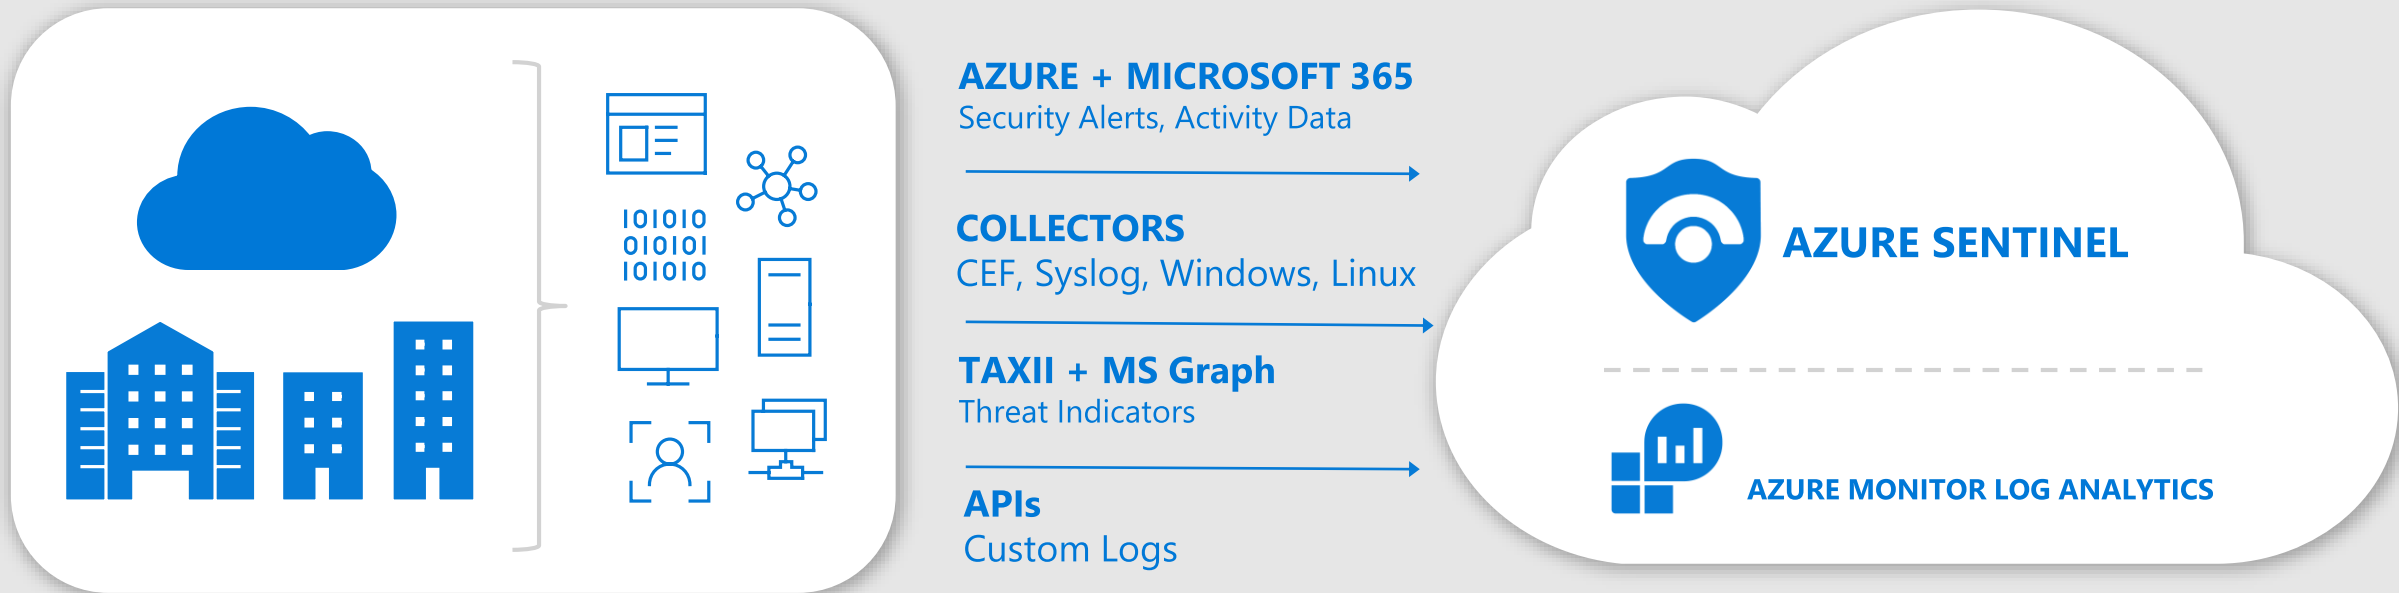 101010
010101
101010
AZURE + MICROSOFT 365
Security Alerts, Activity Data
COLLECTORS
CEF, Syslog, Windows, Linux
TAXII + MS Graph
Threat Indicators
APIs
Custom Logs
AZURE SENTINEL
AZURE MONITOR LOG ANALYTICS